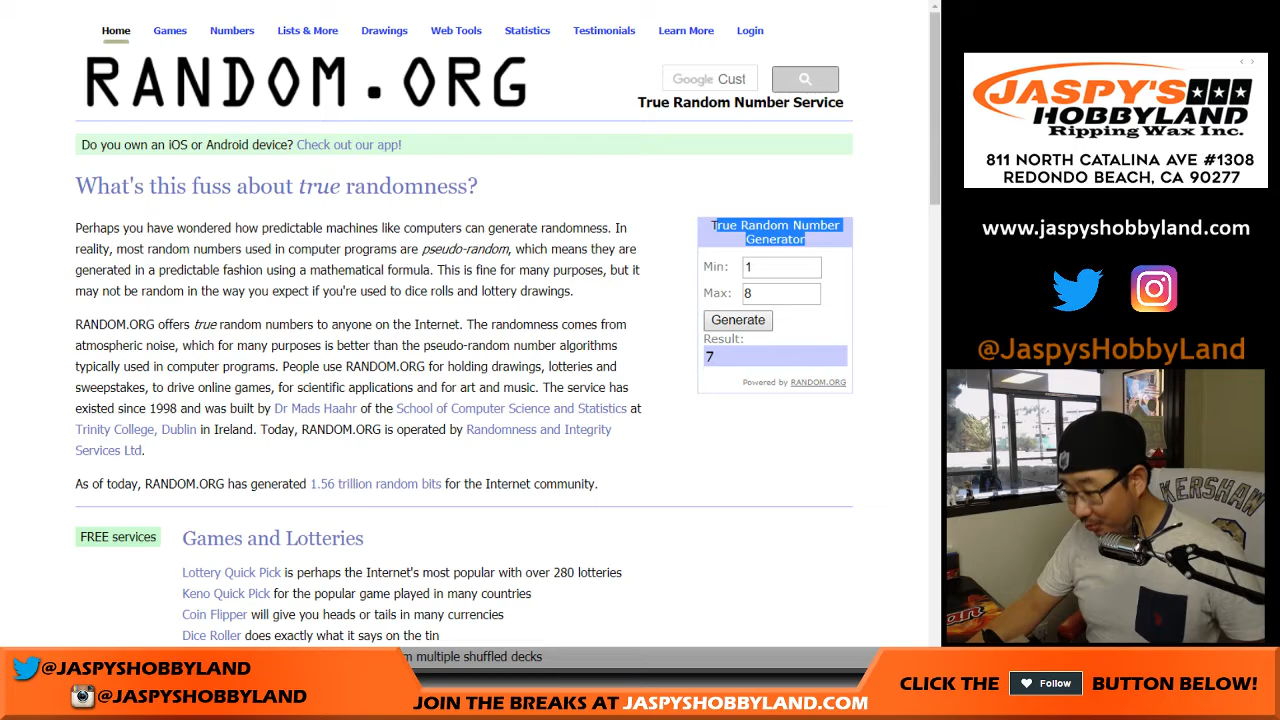 Home Games Numbers Lists & More Drawings Web Tools Statistics Testimonials Learn More Login
RANDOM.ORG
Google Cust
True Random Number Service
Do you own an iOS or Android device? Check out our app!
What's this fuss about true randomness?
Perhaps you have wondered how predictable machines like computers can generate randomness. In
reality, most random numbers used in computer programs are pseudo-random, which means they are
generated in a predictable fashion using a mathematical formula. This is fine for many purposes, but it
may not be random in the way you expect if you're used to dice rolls and lottery drawings.
RANDOM.ORG offers true random numbers to anyone on the Internet. The randomness comes from
atmospheric noise, which for many purposes is better than the pseudo-random number algorithms
typically used in computer programs. People use RANDOM.ORG for holding drawings, lotteries and
sweepstakes, to drive online games, for scientific applications and for art and music. The service has
existed since 1998 and was built by Dr Mads Haahr of the School of Computer Science and Statistics at
Trinity College, Dublin in Ireland. Today, RANDOM.ORG is operated by Randomness and Integrity
Services Ltd.
As of today, RANDOM.ORG has generated 1.56 trillion random bits for the Internet community.
True Random Number
Generator
Min: 1
Max: 8
Generate
Result:
7
Powered by RANDOM.ORG
FREE services
Games and Lotteries
Lottery Quick Pick is perhaps the Internet's most popular with over 280 lotteries
Keno Quick Pick for the popular game played in many countries
Coin Flipper will give you heads or tails in many currencies
Dice Roller does exactly what it says on the tin
m multiple shuffled decks
JASPY'S
HOBBYLAND
Ripping Wax Inc.
811 NORTH CATALINA AVE #1308
REDONDO BEACH, CA 90277
www.jaspyshobbyland.com
@JaspysHobbyLand
KERSHAW
@JASPYSHOBBYLAND
@JASPYSHOBBYLAND
JOIN THE BREAKS AT JASPYSHOBBYLAND.COM
CLICK THE Follow BUTTON BELOW!